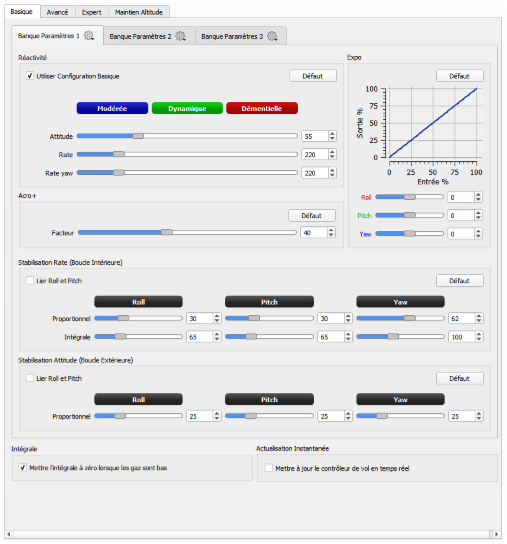 Basique Avancé Expert Maintien Altitude
Banque Paramètres 1 Banque Paramètres 2 Banque Paramètres 3
Réactivité
Utiliser Configuration Basique Défaut
Modérée Dynamique Démentielle
Attitude 55
Rate 220
Rate yaw 220
Expo
Défaut
Sortie %
100
75
50
25
0
0 25 50 75 100
Entrée %
Roll 0
Pitch 0
Yaw 0
Acro+
Défaut
Facteur 40
Stabilisation Rate (Boucle Intérieure)
Lier Roll et Pitch Défaut
Roll Pitch Yaw
Proportionnel 30 30 62
Intégrale 65 65 100
Stabilisation Attitude (Boucle Extérieure)
Lier Roll et Pitch Défaut
Roll Pitch Yaw
Proportionnel 25 25 25
Intégrale
Mettre l'intégrale à zéro lorsque les gaz sont bas
Actualisation Instantanée
Mettre à jour le contrôleur de vol en temps réel